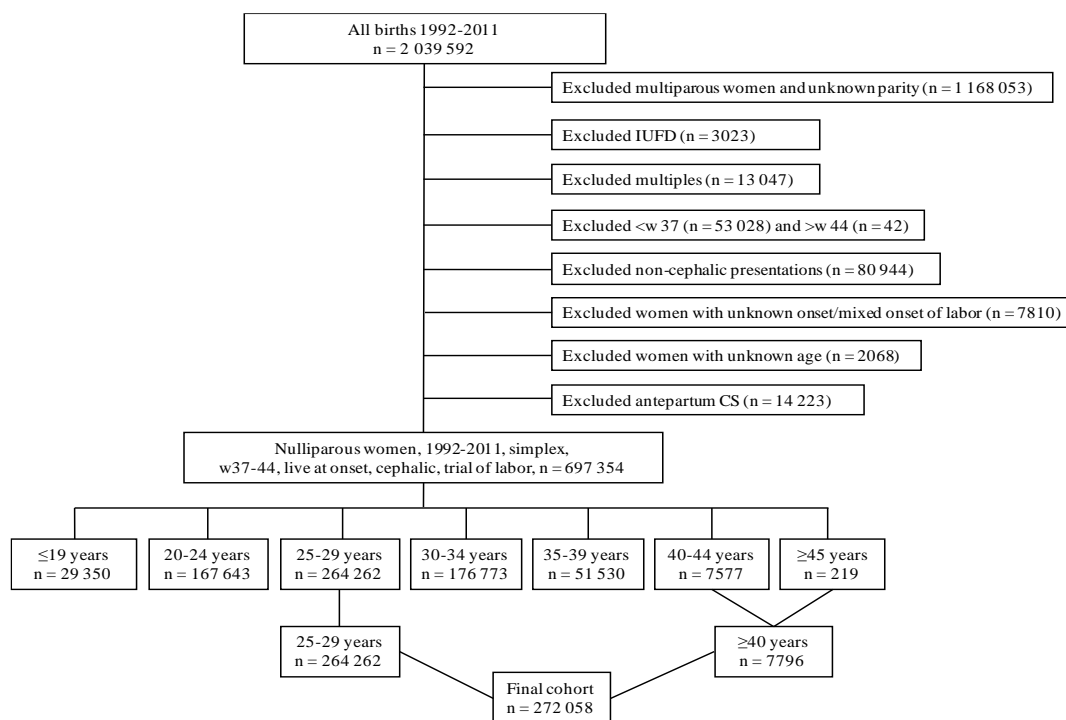 All births 1992-2011
n = 2 039 592
Excluded multiparous women and unknown parity (n = 1 168 053)
Excluded IUFD (n = 3023)
Excluded multiples (n = 13 047)
Excluded <w 37 (n = 53 028) and >w 44 (n = 42)
Excluded non-cephalic presentations (n = 80 944)
Excluded women with unknown onset/mixed onset of labor (n = 7810)
Excluded women with unknown age (n = 2068)
Excluded antepartum CS (n = 14 223)
Nulliparous women, 1992-2011, simplex,
w37-44, live at onset, cephalic, trial of labor, n = 697 354
≤19 years
n = 29 350
20-24 years
n = 167 643
25-29 years
n = 264 262
30-34 years
n = 176 773
35-39 years
n = 51 530
40-44 years
n = 7577
≥45 years
n = 219
25-29 years
n = 264 262
≥40 years
n = 7796
Final cohort
n = 272 058